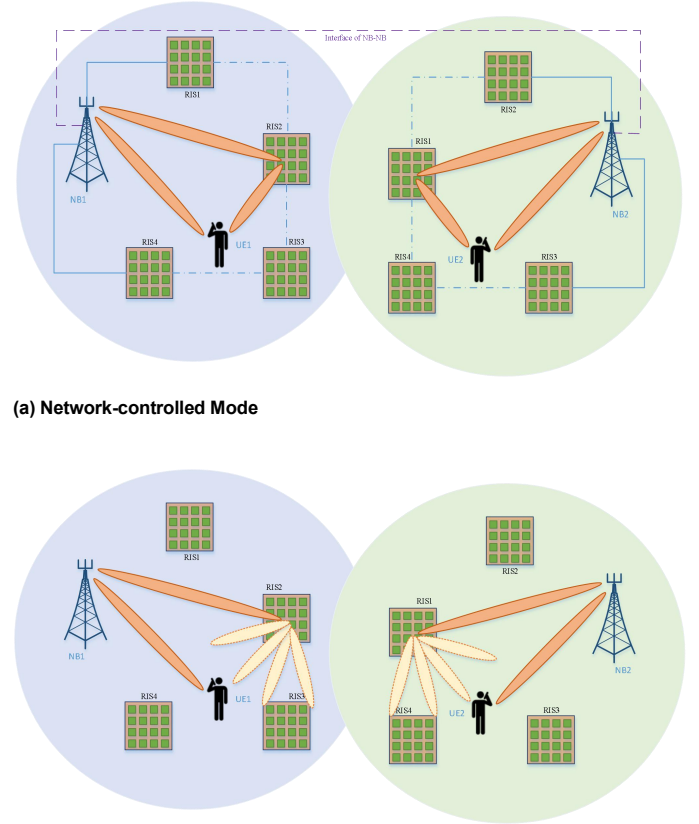 Interface of NB-NB
RIS1
RIS2
RIS2
RIS1
NB1
NB2
RIS4
UE1
RIS3
UE2
RIS4
RIS3
(a) Network-controlled Mode
RIS1
RIS2
RIS2
RIS1
NB1
NB2
RIS4
UE1
RIS3
RIS4
UE2
RIS3